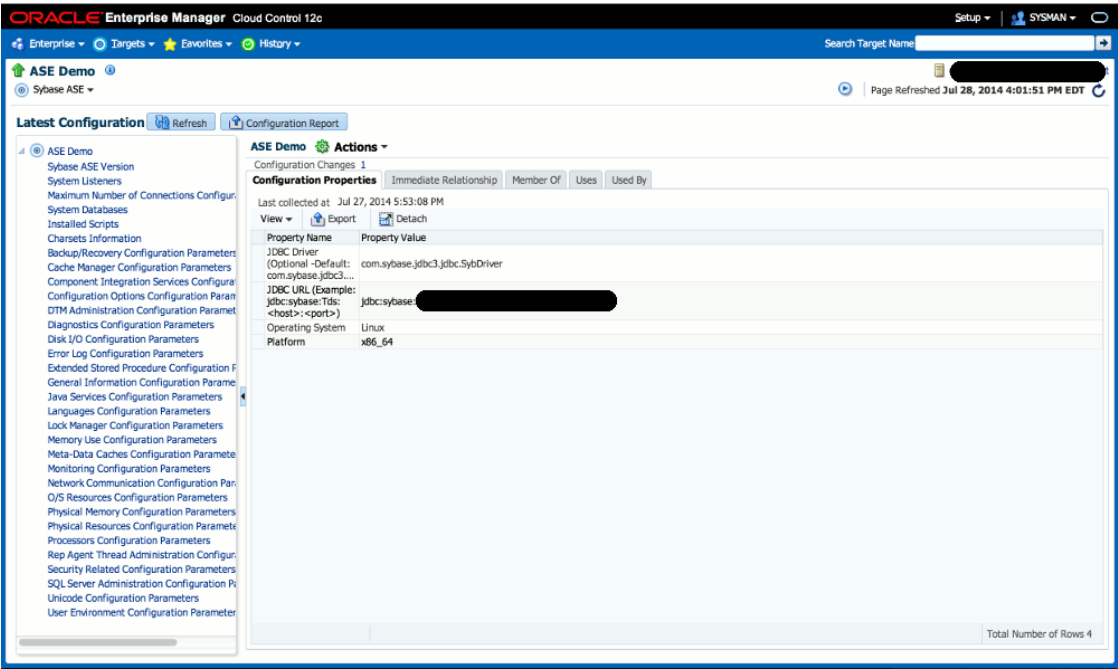 ORACLE Enterprise Manager Cloud Control 12c
Setup SYSMAN
Enterprise Targets Favorites History
Search Target Name
ASE Demo
Sybase ASE
Page Refreshed Jul 28, 2014 4:01:51 PM EDT
Latest Configuration Refresh Configuration Report
ASE Demo
Sybase ASE Version
System Listeners
Maximum Number of Connections Configur
System Databases
Installed Scripts
Charsets Information
Backup/Recovery Configuration Parameters
Cache Manager Configuration Parameters
Component Integration Services Configurat
Configuration Options Configuration Param
DTM Administration Configuration Paramet
Diagnostics Configuration Parameters
Disk I/O Configuration Parameters
Error Log Configuration Parameters
Extended Stored Procedure Configuration P
General Information Configuration Parame
Java Services Configuration Parameters
Languages Configuration Parameters
Lock Manager Configuration Parameters
Memory Use Configuration Parameters
Meta-Data Caches Configuration Paramete
Monitoring Configuration Parameters
Network Communication Configuration Par
O/S Resources Configuration Parameters
Physical Memory Configuration Parameters
Physical Resources Configuration Paramete
Processors Configuration Parameters
Rep Agent Thread Administration Configur
Security Related Configuration Parameters
SQL Server Administration Configuration Pa
Unicode Configuration Parameters
User Environment Configuration Parameter
ASE Demo Actions
Configuration Changes 1
Configuration Properties Immediate Relationship Member Of Uses Used By
Last collected at Jul 27, 2014 5:53:08 PM
View Export Detach
Property Name Property Value
JDBC Driver
(Optional -Default: com.sybase.jdbc3.jdbc.SybDriver
com.sybase.jdbc3....
JDBC URL (Example:
jdbc:sybase:Tds: jdbc:sybase:
<host>:<port>)
Operating System Linux
Platform x86_64
Total Number of Rows 4